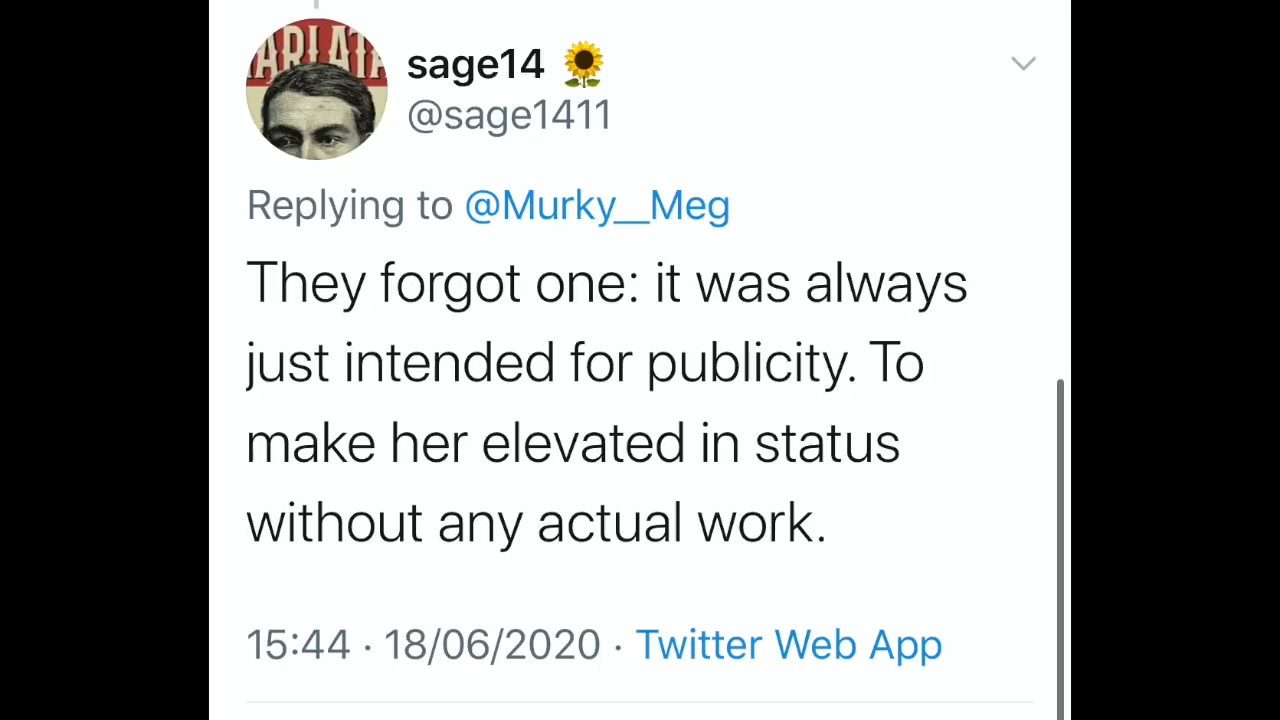 sage14 🌻
@sage1411
Replying to @Murky__Meg
They forgot one: it was always
just intended for publicity. To
make her elevated in status
without any actual work.
15:44 · 18/06/2020 · Twitter Web App